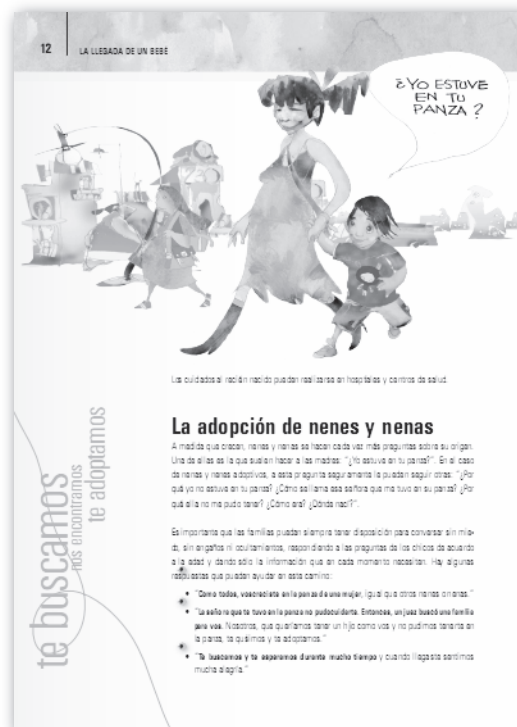 12
LA LLEGADA DE UN BEBÉ
¿YO ESTUVE
EN TU
PANZA?
Los cuidados al recién nacido pueden realizarse en hospitales y centros de salud.
La adopción de nenes y nenas
A medida que crecen, nenas y nenes se hacen cada vez más preguntas sobre su origen.
Una de ellas es la que suelen hacer a las madres: “¿Yo estuve en tu panza?”. En el caso
de nenas y nenes adoptivos, a esta pregunta seguramente le puedan seguir otras: “¿Por
qué yo no estuve en tu panza? ¿Cómo se llama esa señora que me tuvo en su panza? ¿Por
qué ella no me pudo tener? ¿Cómo era? ¿Dónde nací?”.
Es importante que las familias puedan siempre tener disposición para conversar sin mie-
do, sin engaños ni ocultamientos, respondiendo a las preguntas de los chicos de acuerdo
a la edad y dando sólo la información que en cada momento necesiten. Hay algunas
respuestas que puedan ayudar en este camino:
• “Como todos, vos creciste en la panza de una mujer, igual que otros nenes o nenas.”
• “La señora que te tuvo en la panza no pudo cuidarte. Entonces, un juez buscó una familia
para vos. Nosotros, que queríamos tener un hijo como vos y no pudimos tenerte en
la panza, te quisimos y te adoptamos.”
• “Te buscamos y te esperamos durante mucho tiempo y cuando llegaste sentimos
mucha alegría.”
te buscamos
nos encontramos
te adoptamos